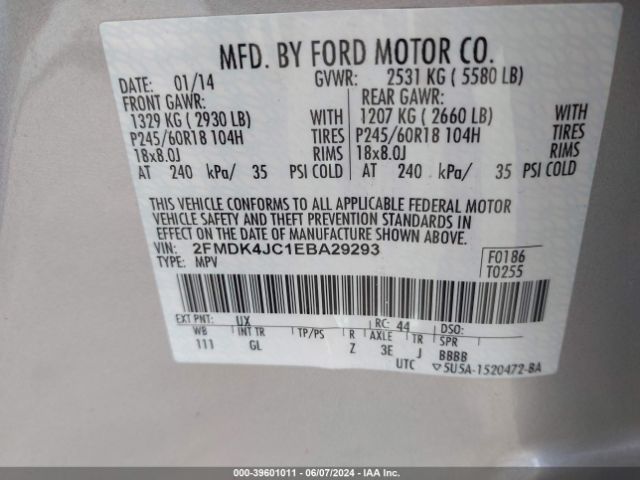 MFD. BY FORD MOTOR CO.
DATE: 01/14 GVWR: 2531 KG ( 5580 LB)
FRONT GAWR: REAR GAWR:
1329 KG ( 2930 LB) WITH 1207 KG ( 2660 LB) WITH
P245/60R18 104H TIRES P245/60R18 104H TIRES
18x8.0J RIMS 18x8.0J RIMS
AT 240 kPa/ 35 PSI COLD AT 240 kPa/ 35 PSI COLD
THIS VEHICLE CONFORMS TO ALL APPLICABLE FEDERAL MOTOR
VEHICLE SAFETY AND THEFT PREVENTION STANDARDS IN
EFFECT ON THE DATE OF MANUFACTURE SHOWN ABOVE.
VIN: 2FMDK4JC1EBA29293 F0186
TYPE: MPV T0255
EXT PNT: UX RC: 44 DSO:
WB INT TR TP/PS R AXLE TR SPR
111 GL Z 3E J BBBB
UTC ▽5USA-1520472-BA
000-39601011 - 06/07/2024 - IAA Inc.